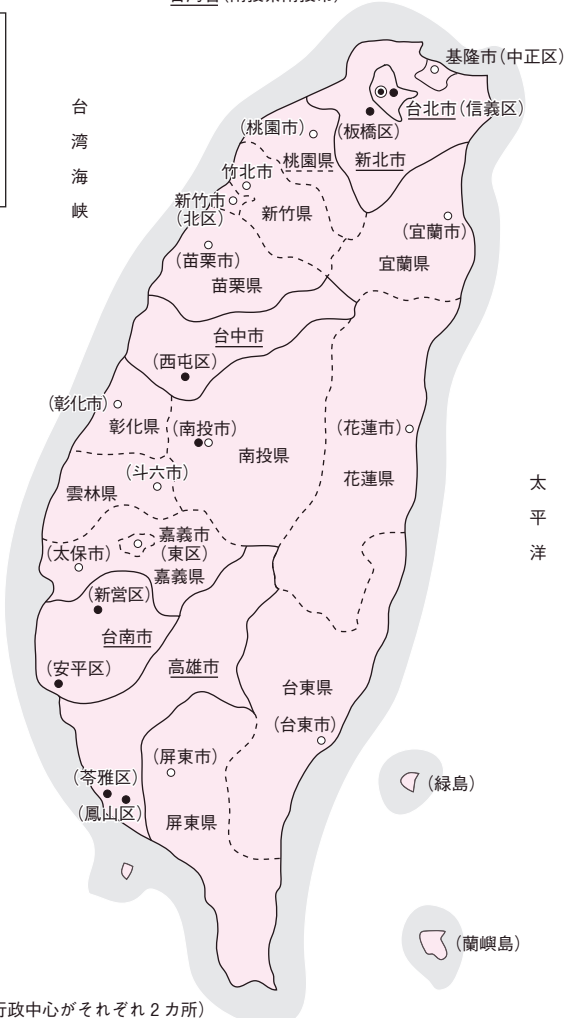 基隆市(中正区)
台湾海峡
台北市(信義区)
(桃園市)
(板橋区)
桃園県
新北市
竹北市
新竹市
(北区)
新竹県
(宜蘭市)
宜蘭県
(苗栗市)
苗栗県
台中市
(西屯区)
(彰化市)
彰化県
(南投市)
南投県
(花蓮市)
花蓮県
(斗六市)
雲林県
太平洋
嘉義市
(東区)
(太保市)
嘉義県
(新営区)
台南市
(安平区)
高雄市
台東県
(台東市)
(屏東市)
屏東県
(苓雅区)
(鳳山区)
(緑島)
(蘭嶼島)
行政中心がそれぞれ2カ所)